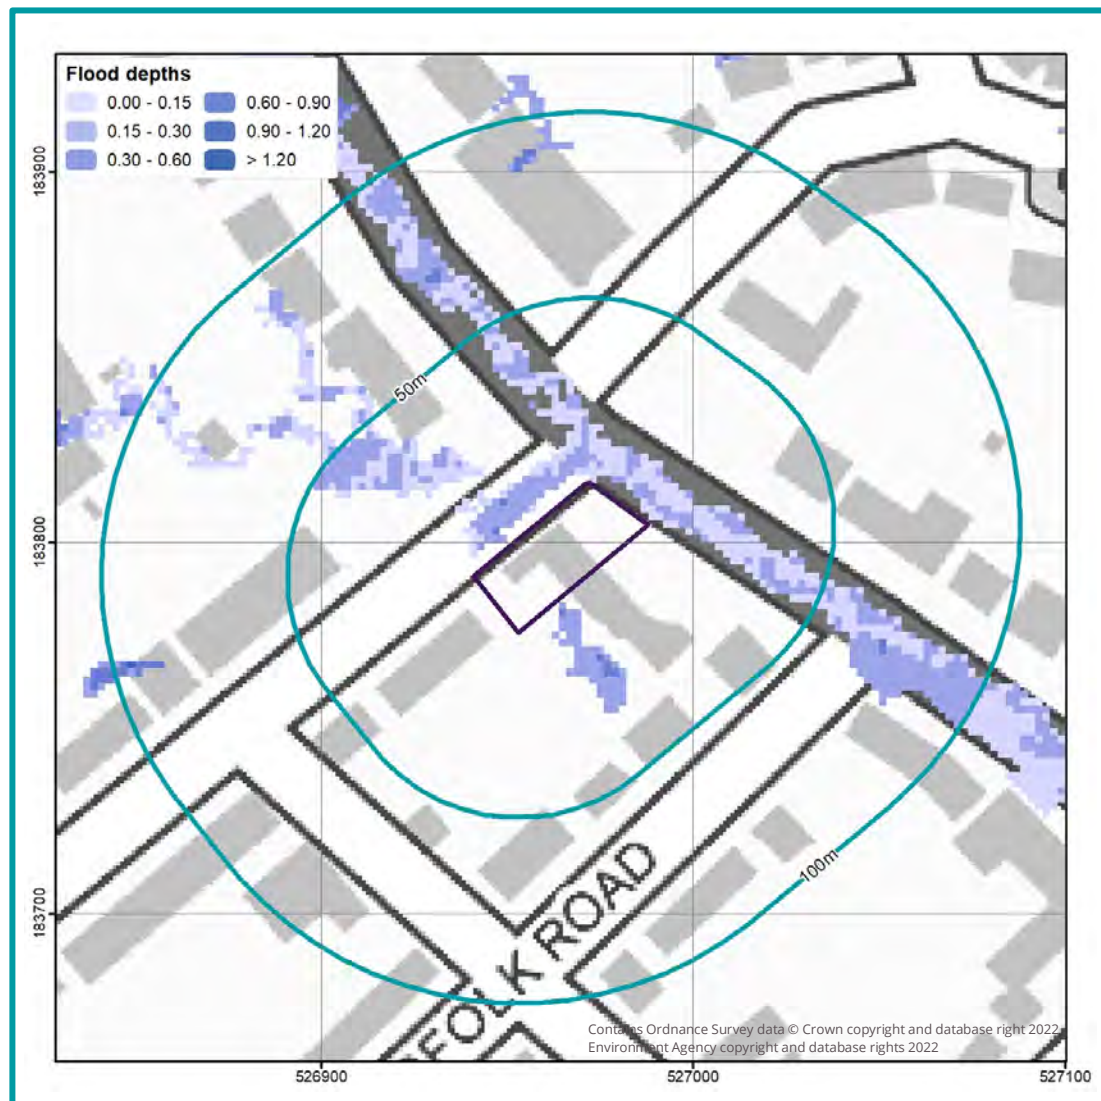 Flood depths
0.00 - 0.15
0.60 - 0.90
0.15 - 0.30
0.90 - 1.20
0.30 - 0.60
> 1.20
183900
50m
183800
100m
183700
RFOLK ROAD
Contains Ordnance Survey data © Crown copyright and database right 2022.
Environment Agency copyright and database rights 2022
526900
527000
527100